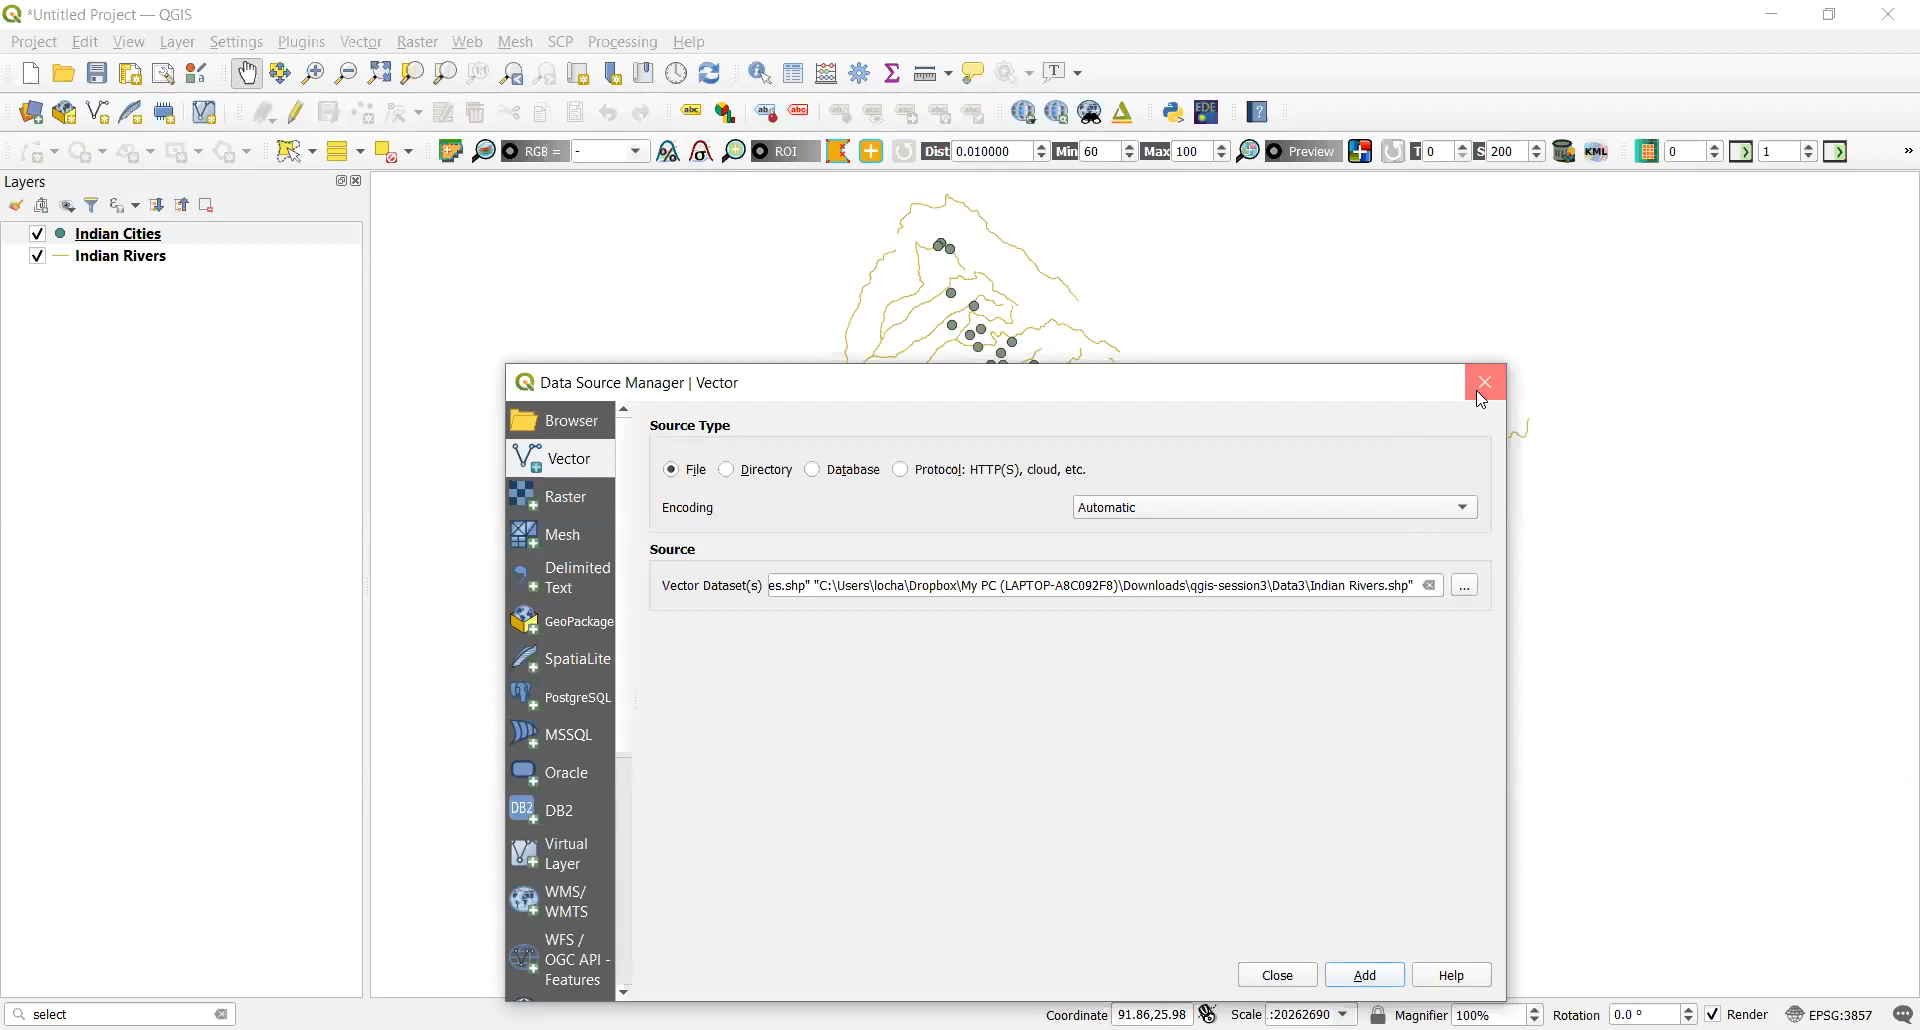 *Untitled Project — QGIS
Project Edit View Layer Settings Plugins Vector Raster Web Mesh SCP Processing Help
abc abc abc
RGB = - ROI Dist 0.010000 Min 60 Max 100 Preview T 0 S 200 KML 0 1 »
Layers
Indian Cities
Indian Rivers
Data Source Manager | Vector
Browser
Vector
Raster
Mesh
Delimited
Text
GeoPackage
SpatiaLite
PostgreSQL
MSSQL
Oracle
DB2 DB2
Virtual
Layer
WMS/
WMTS
WFS /
OGC API -
Features
Source Type
File Directory Database Protocol: HTTP(S), cloud, etc.
Encoding Automatic
Source
Vector Dataset(s) es.shp" "C:\Users\locha\Dropbox\My PC (LAPTOP-A8C092F8)\Downloads\qgis-session3\Data3\Indian Rivers.shp" ...
Close Add Help
select Coordinate 91.86,25.98 Scale :20262690 Magnifier 100% Rotation 0.0 ° Render EPSG:3857